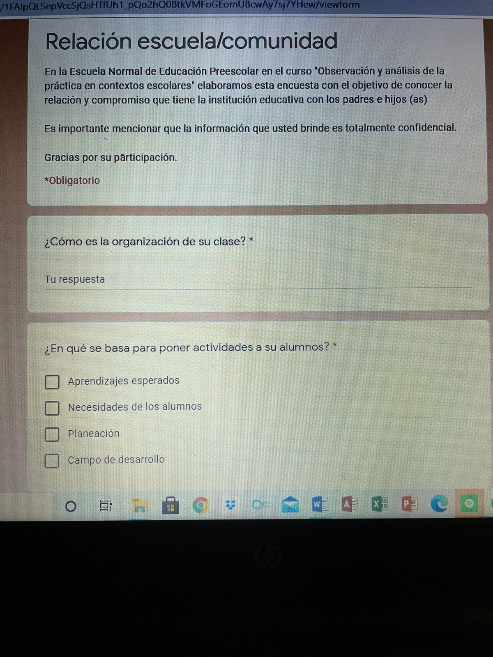 Relación escuela/comunidad
En la Escuela Normal de Educación Preescolar en el curso "Observación y análisis de la
práctica en contextos escolares" elaboramos esta encuesta con el objetivo de conocer la
relación y compromiso que tiene la institución educativa con los padres e hijos (as)
Es importante mencionar que la información que usted brinde es totalmente confidencial.
Gracias por su participación.
*Obligatorio
¿Cómo es la organización de su clase? *
Tu respuesta
¿En qué se basa para poner actividades a su alumnos? *
Aprendizajes esperados
Necesidades de los alumnos
Planeación
Campo de desarrollo
hp